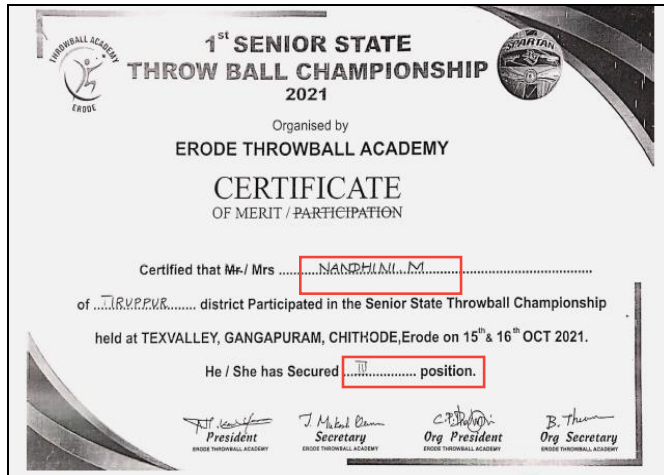 THROWBALL ACADEMY
ERODE
SPARTAN
1st SENIOR STATE
THROW BALL CHAMPIONSHIP
2021
Organised by
ERODE THROWBALL ACADEMY
CERTIFICATE
OF MERIT / PARTICIPATION
Certified that Mr / Mrs ......NANDHINI. M......
of ...TIRUPPUR....... district Participated in the Senior State Throwball Championship
held at TEXVALLEY, GANGAPURAM, CHITHODE,Erode on 15th & 16th OCT 2021.
He / She has Secured ....III............ position.
President Secretary Org President Org Secretary
ERODE THROWBALL ACADEMY ERODE THROWBALL ACADEMY ERODE THROWBALL ACADEMY ERODE THROWBALL ACADEMY